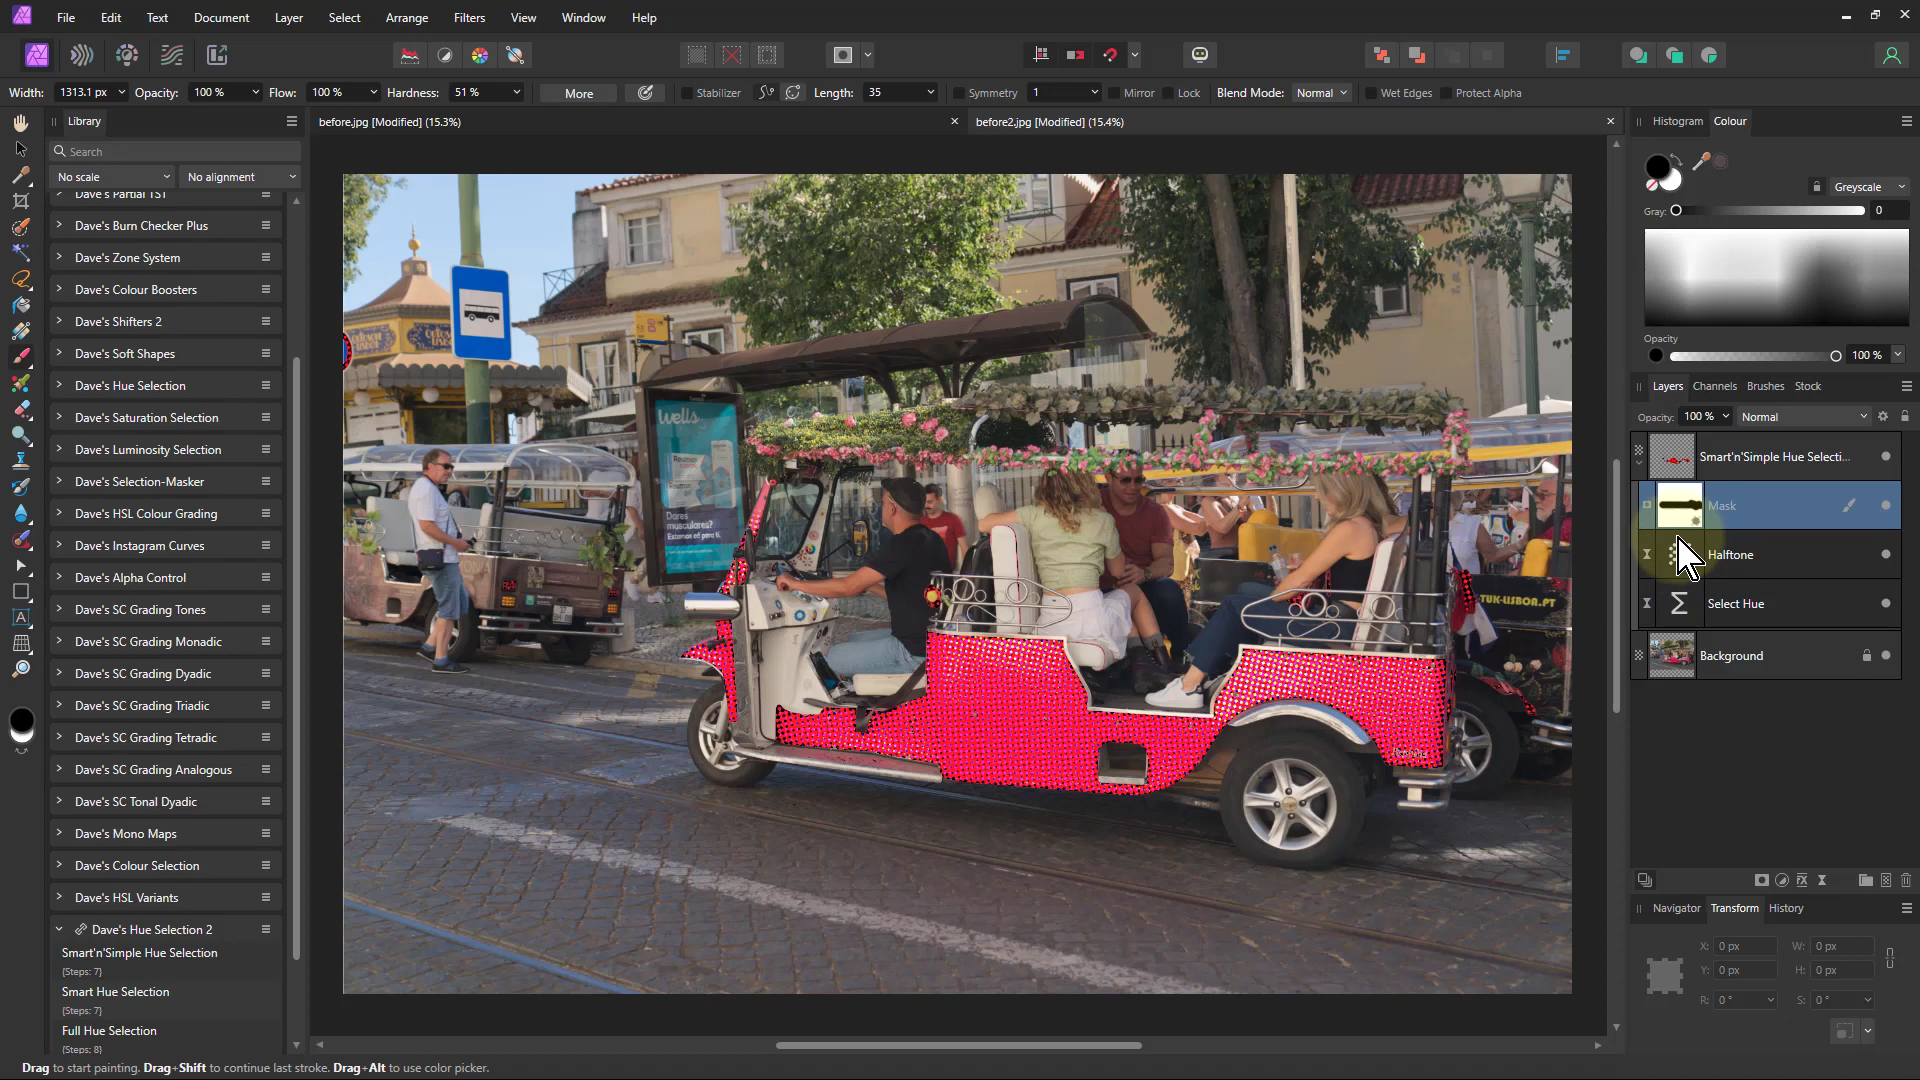 File Edit Text Document Layer Select Arrange Filters View Window Help
Width: 1313.1 px Opacity: 100 % Flow: 100 % Hardness: 51 % More Stabilizer Length: 35 Symmetry 1 Mirror Lock Blend Mode: Normal Wet Edges Protect Alpha
Library
before.jpg [Modified] (15.3%)
before2.jpg [Modified] (15.4%)
Histogram Colour
Search
No scale No alignment
Greyscale
Gray: 0
Dave's Partial TST
Dave's Burn Checker Plus
Dave's Zone System
Dave's Colour Boosters
Dave's Shifters 2
Dave's Soft Shapes
Dave's Hue Selection
Dave's Saturation Selection
Dave's Luminosity Selection
Dave's Selection-Masker
Dave's HSL Colour Grading
Dave's Instagram Curves
Dave's Alpha Control
Dave's SC Grading Tones
Dave's SC Grading Monadic
Dave's SC Grading Dyadic
Dave's SC Grading Triadic
Dave's SC Grading Tetradic
Dave's SC Grading Analogous
Dave's SC Tonal Dyadic
Dave's Mono Maps
Dave's Colour Selection
Dave's HSL Variants
Dave's Hue Selection 2
Smart'n'Simple Hue Selection
{Steps: 7}
Smart Hue Selection
{Steps: 7}
Full Hue Selection
{Steps: 8}
wells
TUK-LISBOA.PT
Opacity
100 %
Layers Channels Brushes Stock
Opacity: 100 % Normal
Smart'n'Simple Hue Selecti...
Mask
Halftone
Select Hue
Background
Navigator Transform History
X: 0 px W: 0 px
Y: 0 px H: 0 px
R: 0 ° S: 0 °
Drag to start painting. Drag+Shift to continue last stroke. Drag+Alt to use color picker.